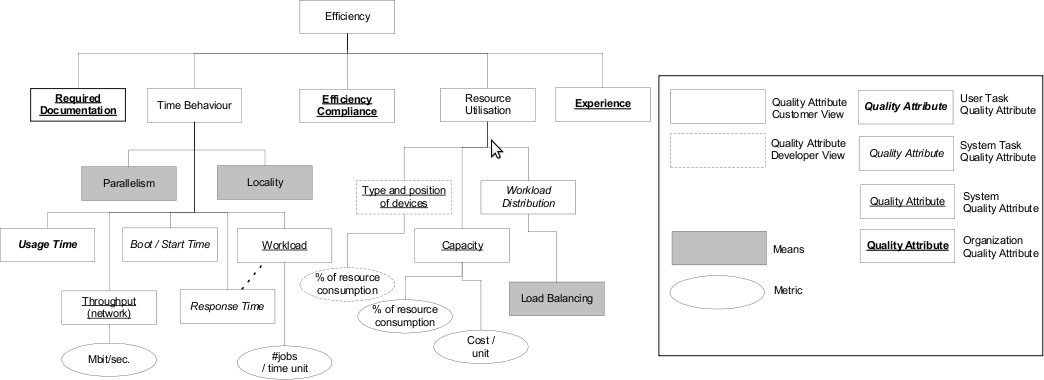 Efficiency
Required
Documentation
Time Behaviour
Efficiency
Compliance
Resource
Utilisation
Experience
Parallelism
Locality
Type and position
of devices
Workload
Distribution
Usage Time
Boot / Start Time
Workload
Capacity
% of resource
consumption
Throughput
(network)
Response Time
% of resource
consumption
Load Balancing
Mbit/sec.
#jobs
/ time unit
Cost /
unit
Quality Attribute
Customer View
Quality Attribute
User Task
Quality Attribute
Quality Attribute
Developer View
Quality Attribute
System Task
Quality Attribute
Quality Attribute
System
Quality Attribute
Means
Quality Attribute
Organization
Quality Attribute
Metric